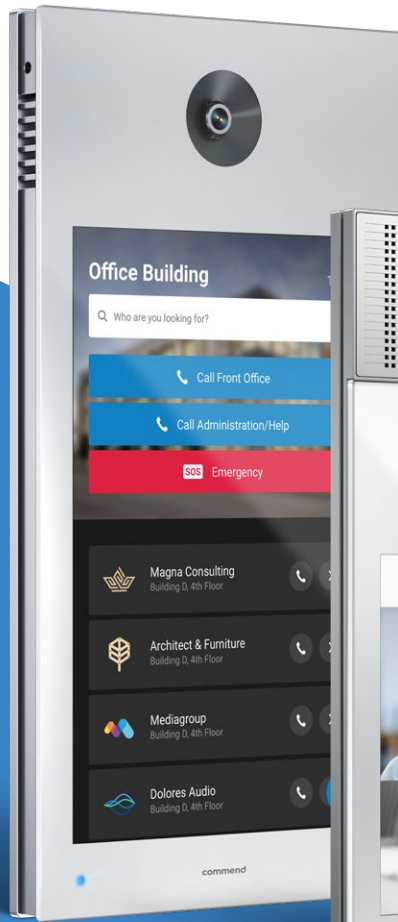 Office Building
Who are you looking for?
Call Front Office
Call Administration/Help
SOS Emergency
Magna Consulting
Building D, 4th Floor
Architect & Furniture
Building D, 4th Floor
Mediagroup
Building D, 4th Floor
Dolores Audio
Building D, 4th Floor
commend